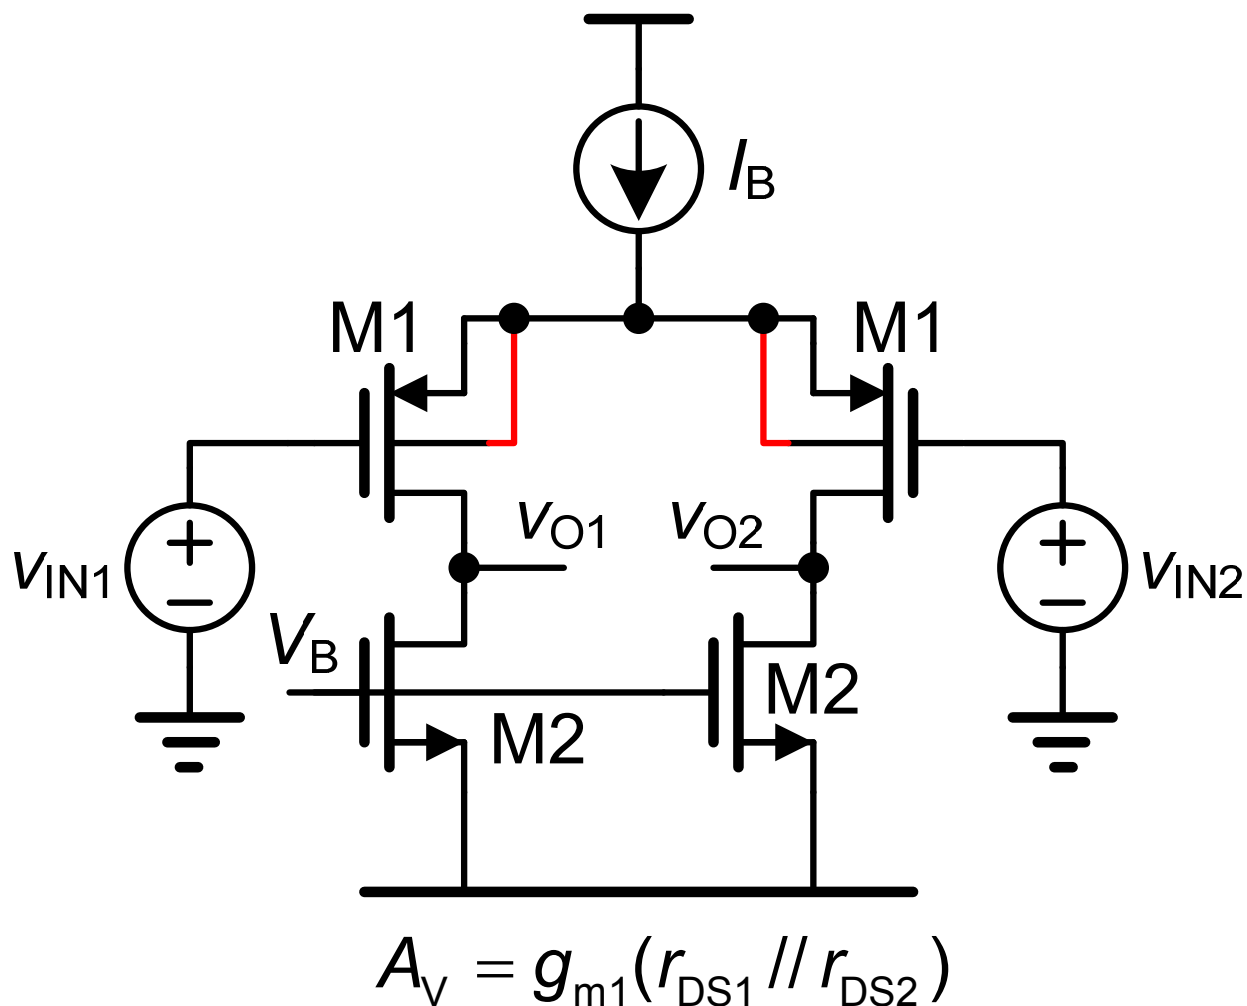 I_B
M1 M1
v_O1 v_O2
+ +
v_IN1 v_IN2
− −
V_B
M2
M2
A_V = g_m1(r_DS1//r_DS2)